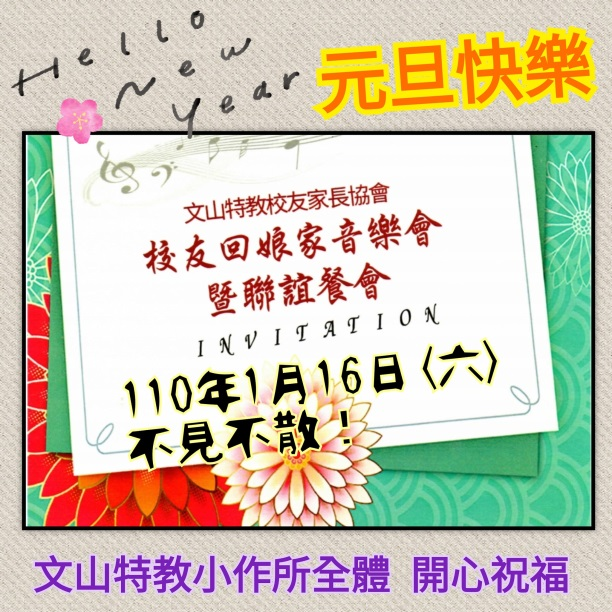 Hello
New
Year
元旦快樂
文山特教校友家長協會
校友回娘家音樂會
暨聯誼餐會
INVITATION
110年1月16日〈六〉
不見不散！
文山特教小作所全體 開心祝福